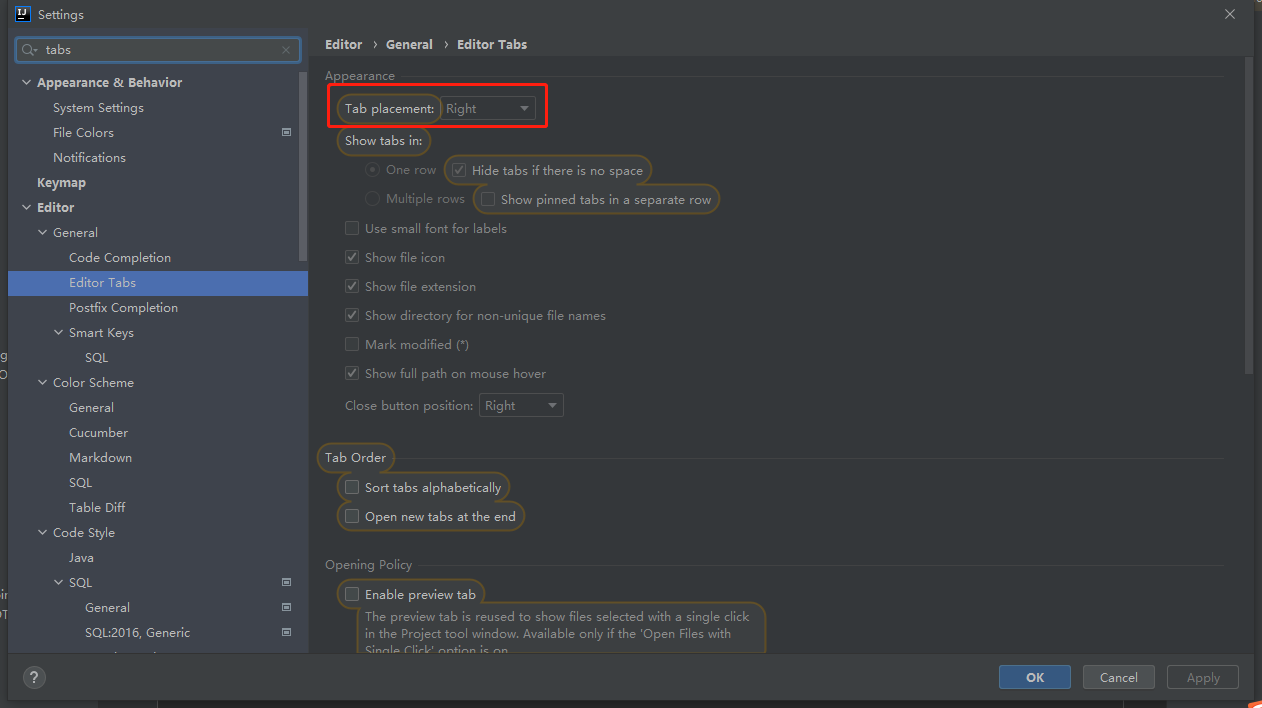 Settings
tabs
Appearance & Behavior
System Settings
File Colors
Notifications
Keymap
Editor
General
Code Completion
Editor Tabs
Postfix Completion
Smart Keys
SQL
Color Scheme
General
Cucumber
Markdown
SQL
Table Diff
Code Style
Java
SQL
General
SQL:2016, Generic
Editor › General › Editor Tabs
Appearance
Tab placement: Right
Show tabs in:
One row Hide tabs if there is no space
Multiple rows Show pinned tabs in a separate row
Use small font for labels
Show file icon
Show file extension
Show directory for non-unique file names
Mark modified (*)
Show full path on mouse hover
Close button position: Right
Tab Order
Sort tabs alphabetically
Open new tabs at the end
Opening Policy
Enable preview tab
The preview tab is reused to show files selected with a single click
in the Project tool window. Available only if the 'Open Files with
Single Click' option is on
? OK Cancel Apply